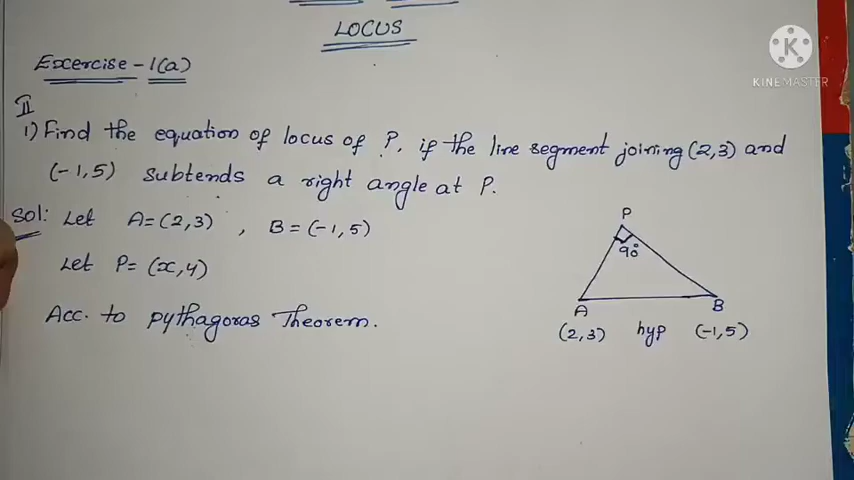 LOCUS
Excercise - 1(a)
II
1) Find the equation of locus of P, if the line segment joining (2,3) and
(-1,5) subtends a right angle at P.
Sol: Let A=(2,3) , B=(-1,5)
Let P=(x,y)
Acc. to pythagoras Theorem.
P
90°
A
B
(2,3) hyp (-1,5)
K
KINEMASTER